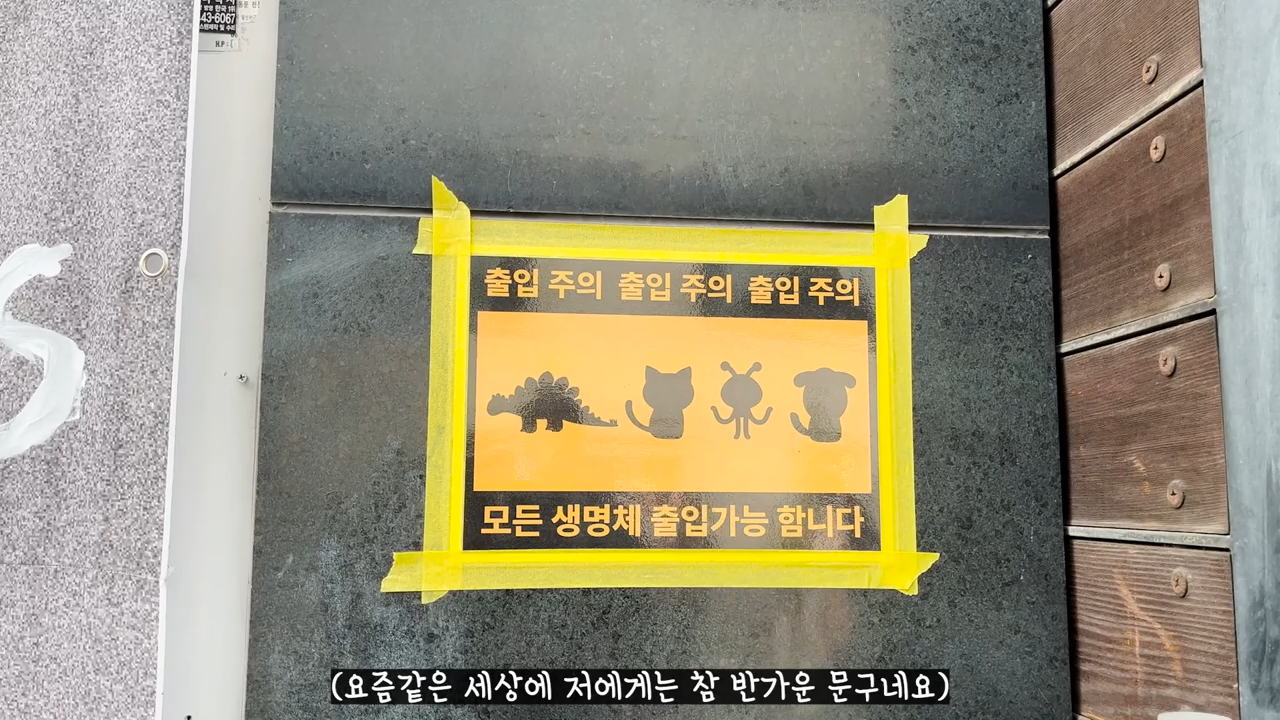 43-6067
H.P : (
5
출입 주의 출입 주의 출입 주의
모든 생명체 출입가능 함니다
(요즘같은 세상에 저에게는 참 반가운 문구네요)